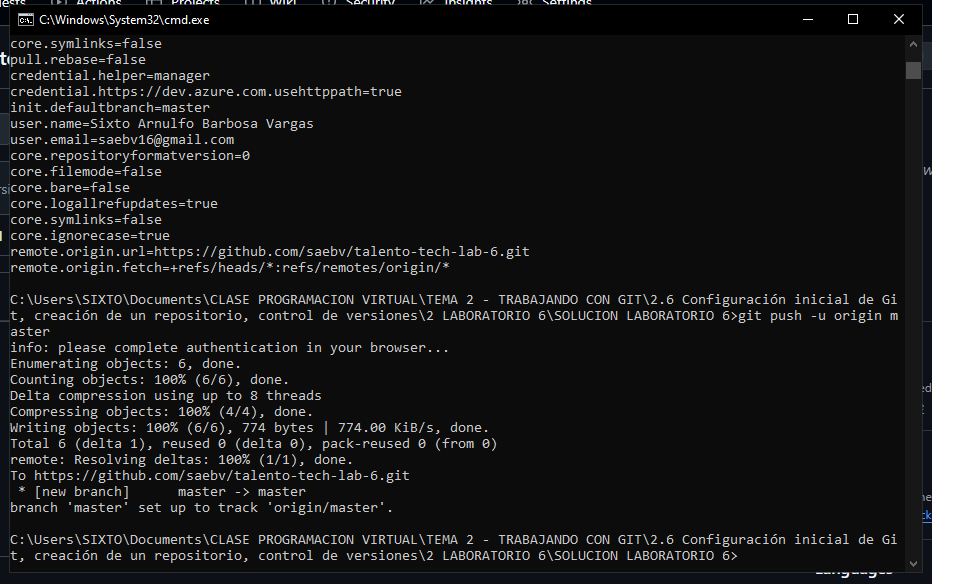 Actions
Projects
Wiki
Security
Insights
Settings
C:\Windows\System32\cmd.exe
core.symlinks=false
pull.rebase=false
credential.helper=manager
credential.https://dev.azure.com.usehttppath=true
init.defaultbranch=master
user.name=Sixto Arnulfo Barbosa Vargas
user.email=saebv16@gmail.com
core.repositoryformatversion=0
core.filemode=false
core.bare=false
core.logallrefupdates=true
core.symlinks=false
core.ignorecase=true
remote.origin.url=https://github.com/saebv/talento-tech-lab-6.git
remote.origin.fetch=+refs/heads/*:refs/remotes/origin/*
C:\Users\SIXTO\Documents\CLASE PROGRAMACION VIRTUAL\TEMA 2 - TRABAJANDO CON GIT\2.6 Configuración inicial de Gi
t, creación de un repositorio, control de versiones\2 LABORATORIO 6\SOLUCION LABORATORIO 6>git push -u origin m
aster
info: please complete authentication in your browser...
Enumerating objects: 6, done.
Counting objects: 100% (6/6), done.
Delta compression using up to 8 threads
Compressing objects: 100% (4/4), done.
Writing objects: 100% (6/6), 774 bytes | 774.00 KiB/s, done.
Total 6 (delta 1), reused 0 (delta 0), pack-reused 0 (from 0)
remote: Resolving deltas: 100% (1/1), done.
To https://github.com/saebv/talento-tech-lab-6.git
 * [new branch]      master -> master
branch 'master' set up to track 'origin/master'.
C:\Users\SIXTO\Documents\CLASE PROGRAMACION VIRTUAL\TEMA 2 - TRABAJANDO CON GIT\2.6 Configuración inicial de Gi
t, creación de un repositorio, control de versiones\2 LABORATORIO 6\SOLUCION LABORATORIO 6>
Languages